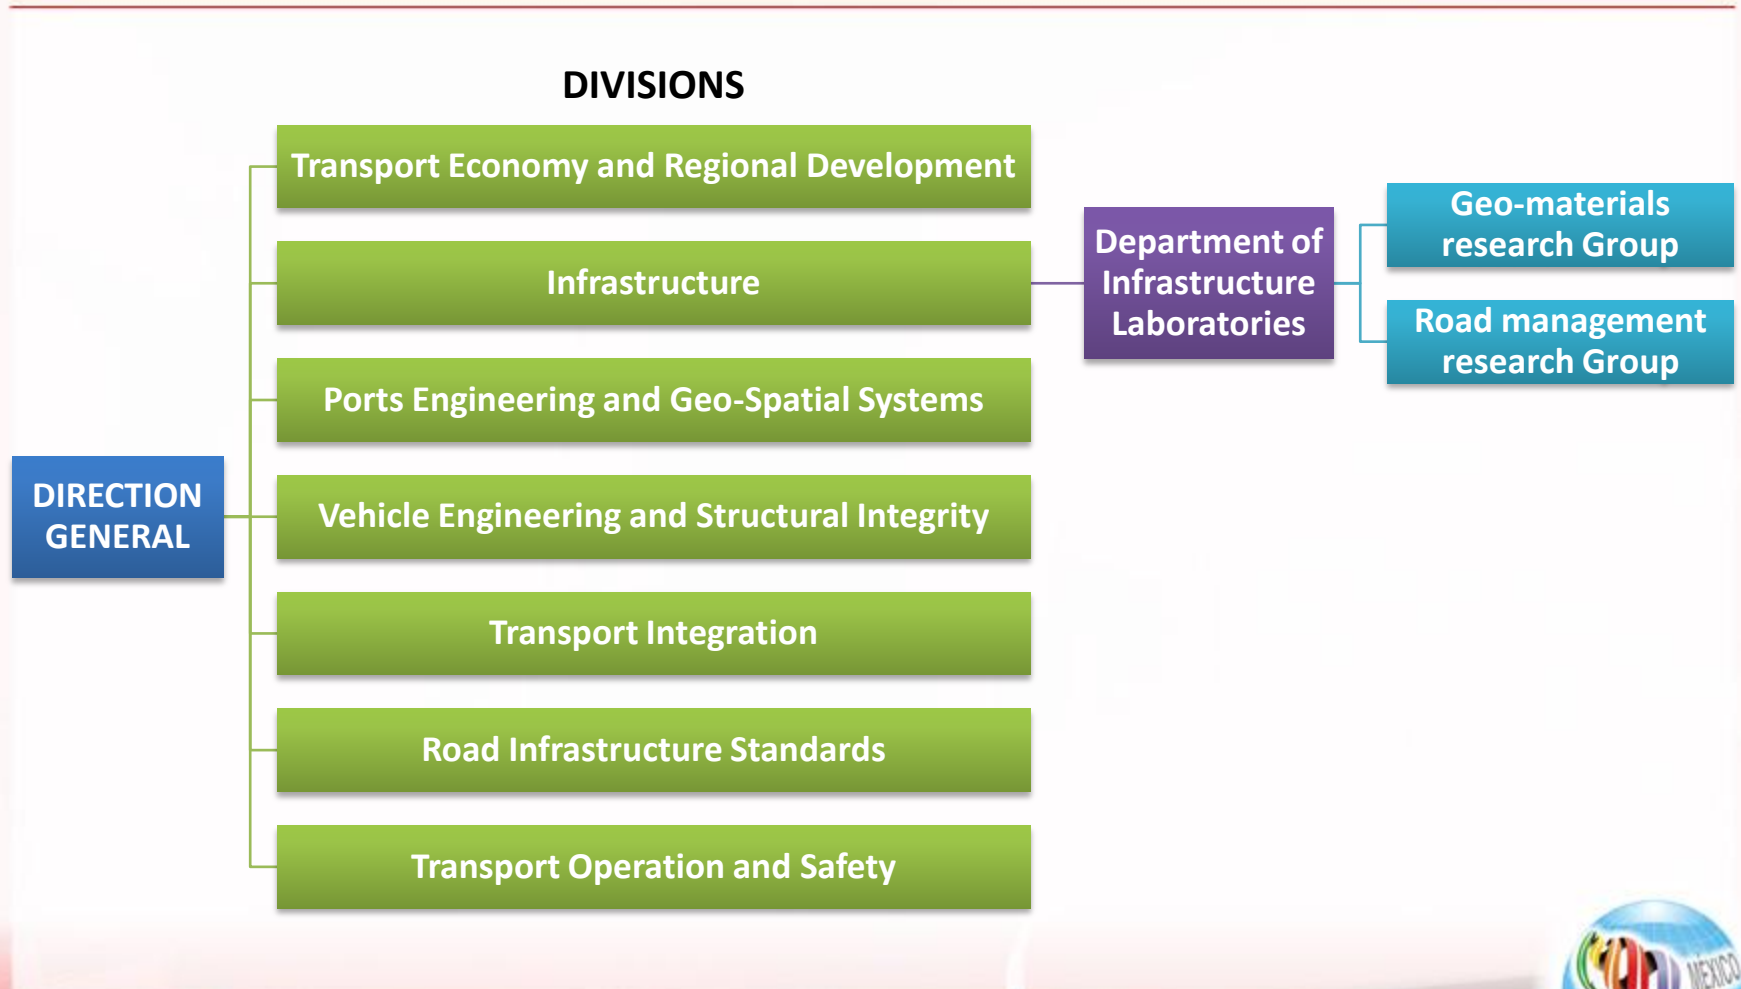 DIVISIONS
Transport Economy and Regional Development
Infrastructure
Ports Engineering and Geo-Spatial Systems
Vehicle Engineering and Structural Integrity
Transport Integration
Road Infrastructure Standards
Transport Operation and Safety
DIRECTION
GENERAL
Department of
Infrastructure
Laboratories
Geo-materials
research Group
Road management
research Group
MÉXICO